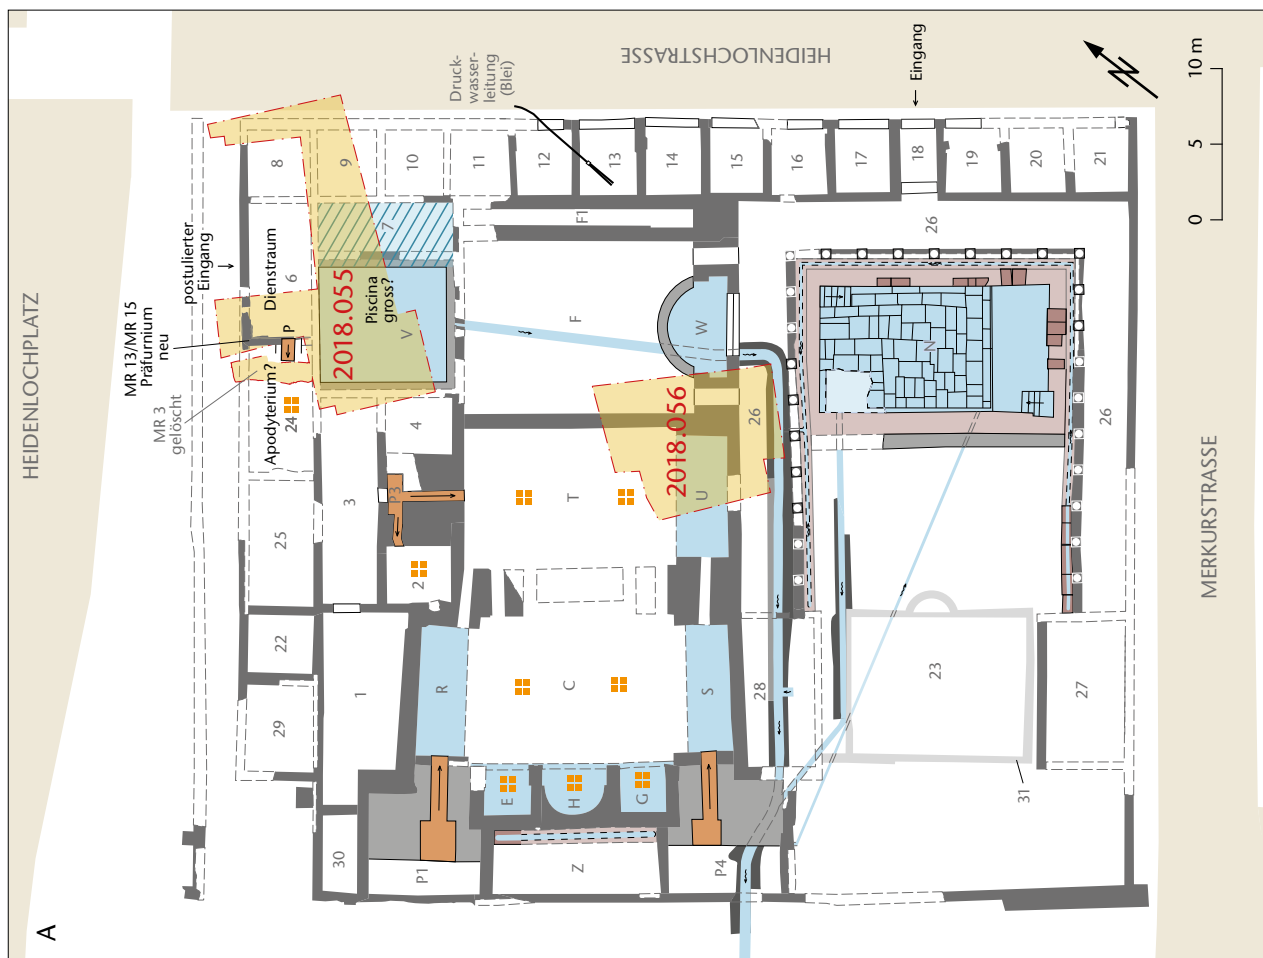 HEIDENLOCHSTRASSE
HEIDENLOCHPLATZ
MERKURSTRASSE
Eingang
10 m
5
0
N
Druck-
wasser-
leitung
(Blei)
postulierter
Eingang
MR 13/MR 15
Präfurnium
neu
MR 3
gelöscht
Dienstraum
Apodyterium?
Piscina
gross?
2018.055
2018.056
8
9
10
11
12
13
14
15
16
17
18
19
20
21
6
7
P
V
F1
F
W
26
26
26
N
24
4
3
P3
25
2
T
U
22
1
29
R
C
S
28
23
27
31
E
H
G
30
P1
Z
P4
A